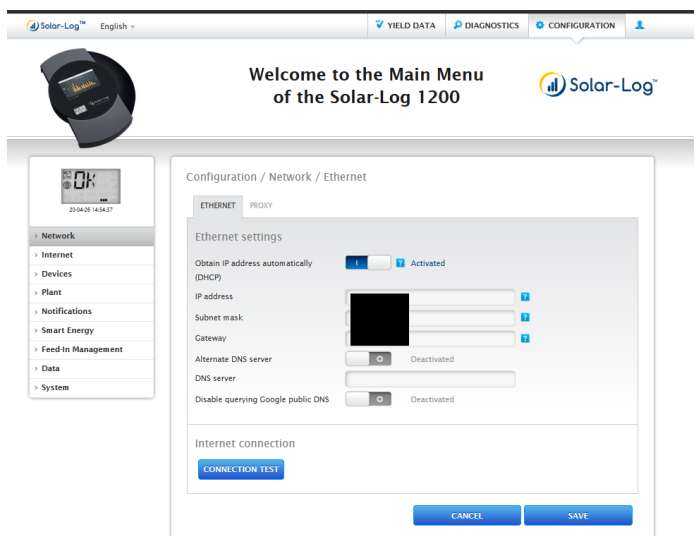 Solar-Log™ English YIELD DATA DIAGNOSTICS CONFIGURATION
Welcome to the Main Menu
of the Solar-Log 1200
Solar-Log™
OK
20-04-26 14:54:37
Network
Internet
Devices
Plant
Notifications
Smart Energy
Feed-In Management
Data
System
Configuration / Network / Ethernet
ETHERNET PROXY
Ethernet settings
Obtain IP address automatically
(DHCP)
I ? Activated
IP address ?
Subnet mask ?
Gateway ?
Alternate DNS server O Deactivated
DNS server
Disable querying Google public DNS O Deactivated
Internet connection
CONNECTION TEST
CANCEL SAVE